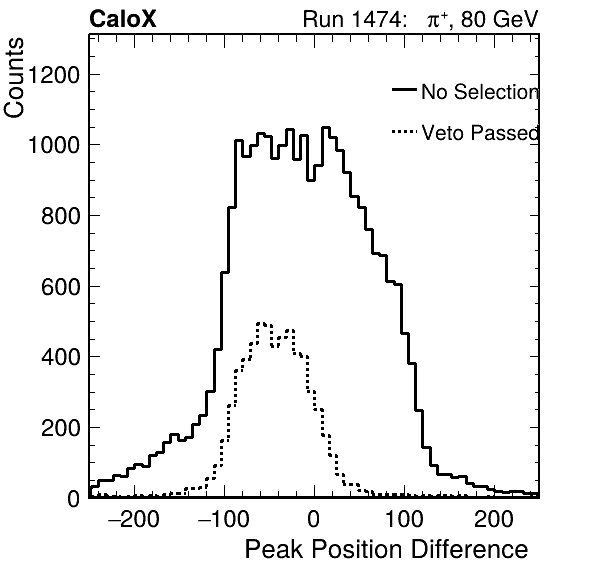 CaloX Run 1474: π⁺, 80 GeV
Counts
1200
1000
800
600
400
200
0
No Selection
Veto Passed
−200 −100 0 100 200
Peak Position Difference